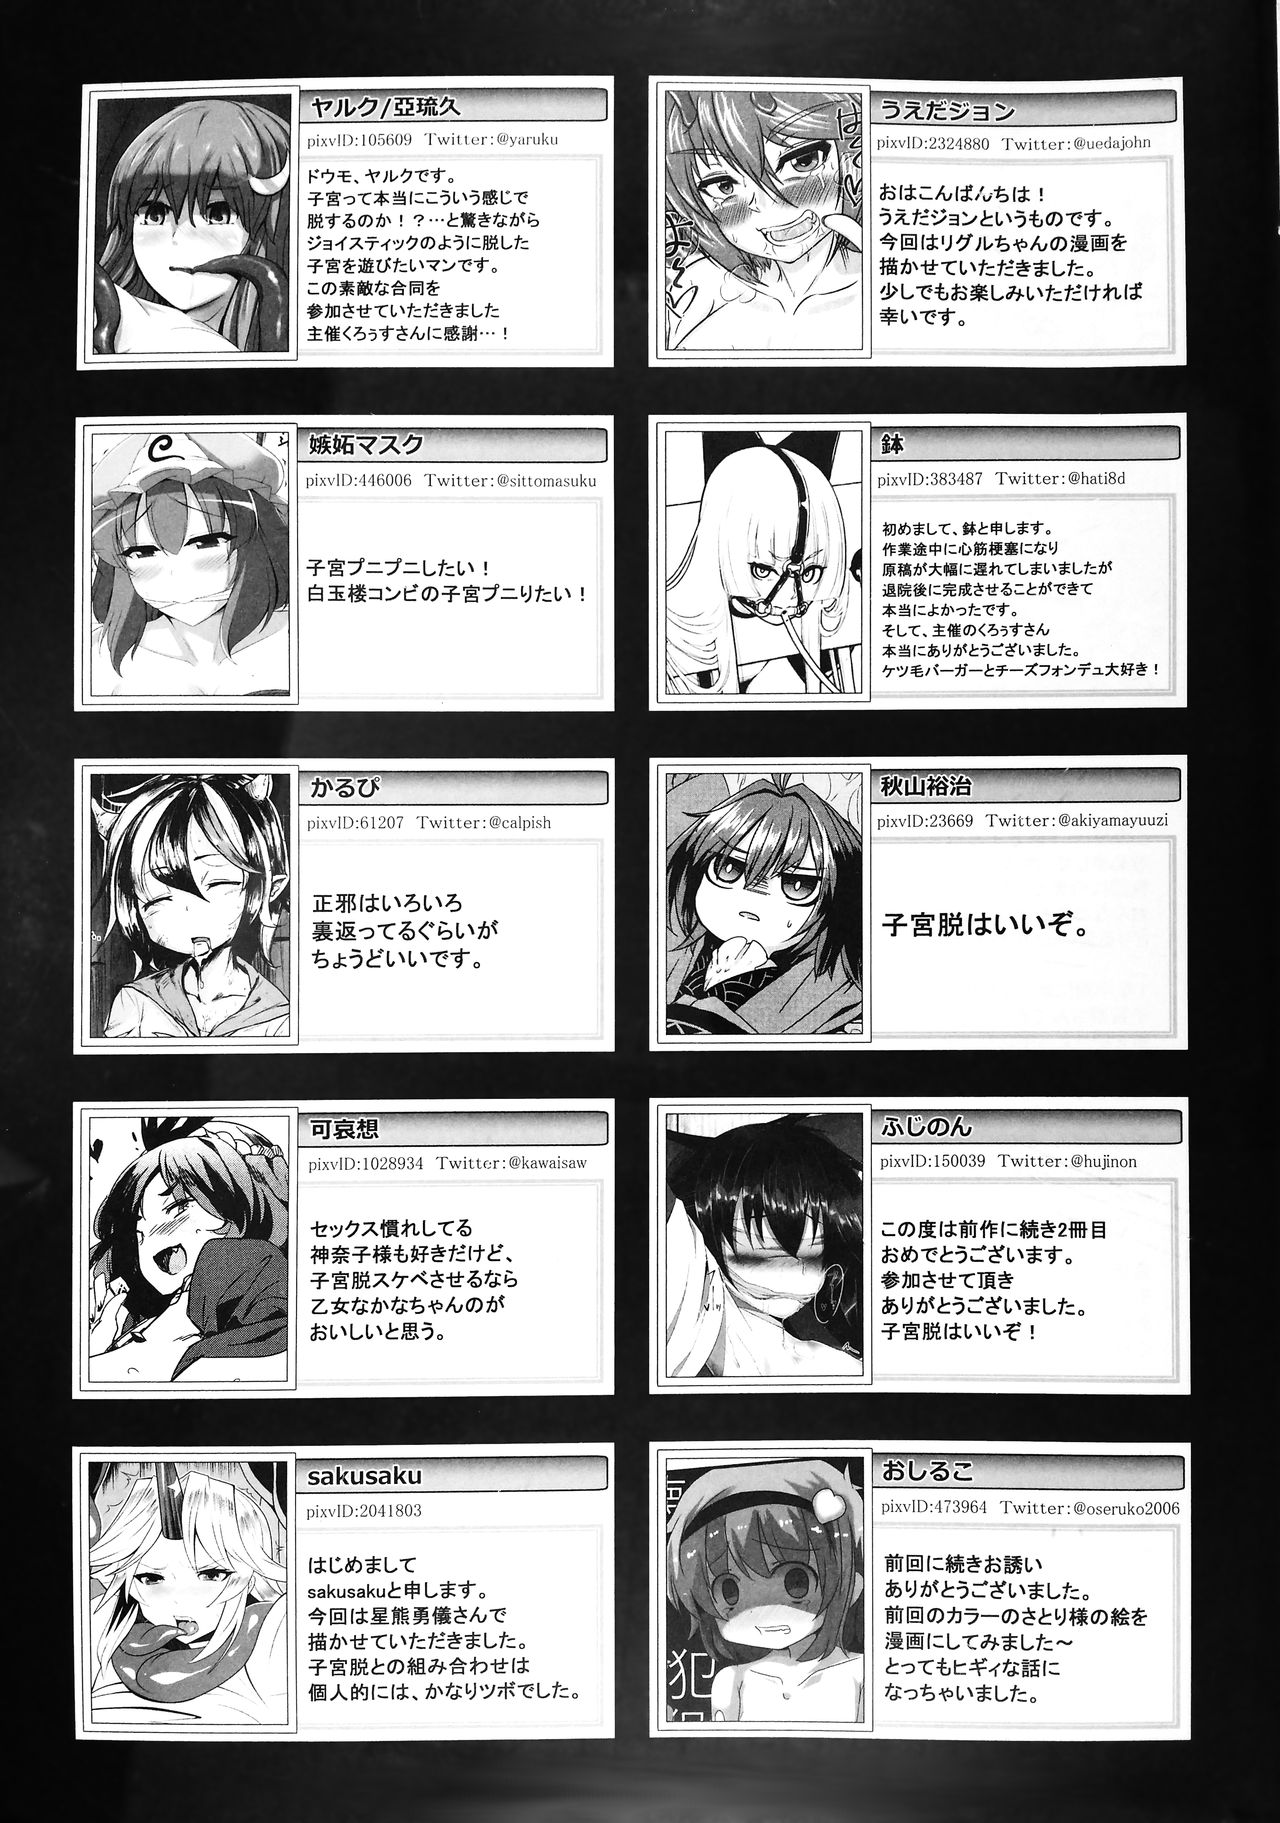 ヤルク/亞琉久
pixvID:105609 Twitter:@yaruku
ドウモ、ヤルクです。
子宮って本当にこういう感じで
脱するのか！？…と驚きながら
ジョイスティックのように脱した
子宮を遊びたいマンです。
この素敵な合同を
参加させていただきました
主催くろぅすさんに感謝…！
うえだジョン
pixvID:2324880 Twitter:@uedajohn
おはこんばんちは！
うえだジョンというものです。
今回はリグルちゃんの漫画を
描かせていただきました。
少しでもお楽しみいただければ
幸いです。
嫉妬マスク
pixvID:446006 Twitter:@sittomasuku
子宮プニプニしたい！
白玉楼コンビの子宮プニりたい！
鉢
pixvID:383487 Twitter:@hati8d
初めまして、鉢と申します。
作業途中に心筋梗塞になり
原稿が大幅に遅れてしまいましたが
退院後に完成させることができて
本当によかったです。
そして、主催のくろぅすさん
本当にありがとうございました。
ケツ毛バーガーとチーズフォンデュ大好き！
かるぴ
pixvID:61207 Twitter:@calpish
正邪はいろいろ
裏返ってるぐらいが
ちょうどいいです。
秋山裕治
pixvID:23669 Twitter:@akiyamayuuzi
子宮脱はいいぞ。
可哀想
pixvID:1028934 Twitter:@kawaisaw
セックス慣れしてる
神奈子様も好きだけど、
子宮脱スケベさせるなら
乙女なかなちゃんのが
おいしいと思う。
ふじのん
pixvID:150039 Twitter:@hujinon
この度は前作に続き2冊目
おめでとうございます。
参加させて頂き
ありがとうございました。
子宮脱はいいぞ！
sakusaku
pixvID:2041803
はじめまして
sakusakuと申します。
今回は星熊勇儀さんで
描かせていただきました。
子宮脱との組み合わせは
個人的には、かなりツボでした。
おしるこ
pixvID:473964 Twitter:@oseruko2006
前回に続きお誘い
ありがとうございました。
前回のカラーのさとり様の絵を
漫画にしてみました～
とってもヒギィな話に
なっちゃいました。
犯